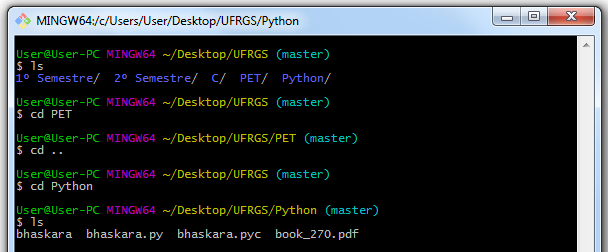 MINGW64:/c/Users/User/Desktop/UFRGS/Python
User@User-PC MINGW64 ~/Desktop/UFRGS (master)
$ ls
1º Semestre/  2º Semestre/  C/  PET/  Python/
User@User-PC MINGW64 ~/Desktop/UFRGS (master)
$ cd PET
User@User-PC MINGW64 ~/Desktop/UFRGS/PET (master)
$ cd ..
User@User-PC MINGW64 ~/Desktop/UFRGS (master)
$ cd Python
User@User-PC MINGW64 ~/Desktop/UFRGS/Python (master)
$ ls
bhaskara  bhaskara.py  bhaskara.pyc  book_270.pdf